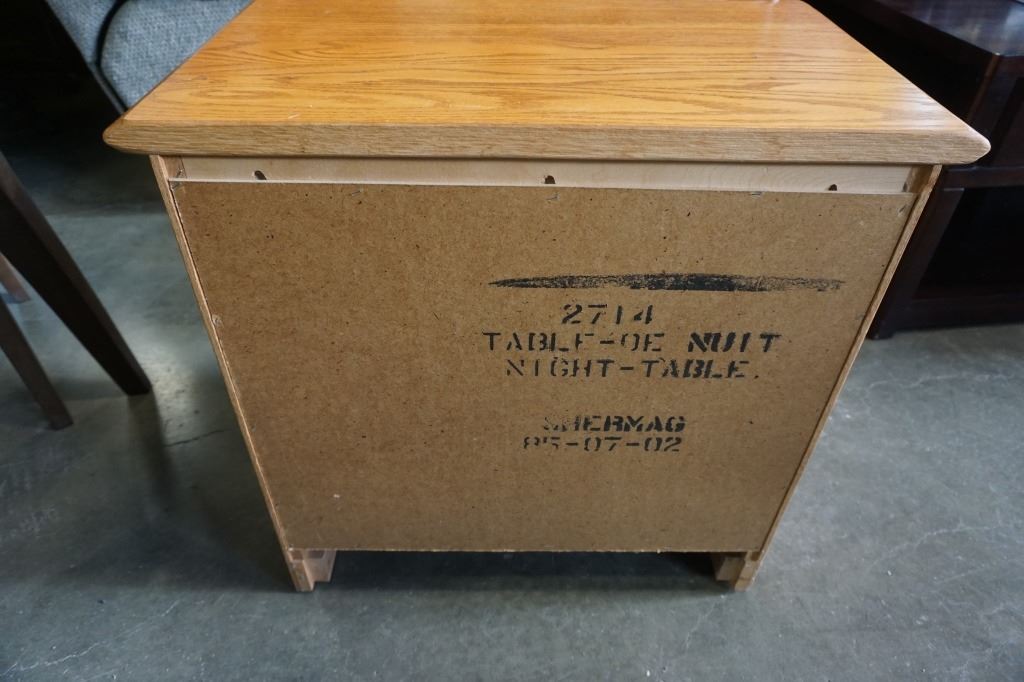 2714
TABLE-DE NUIT
NIGHT-TABLE.
SHERMAG
85-07-02